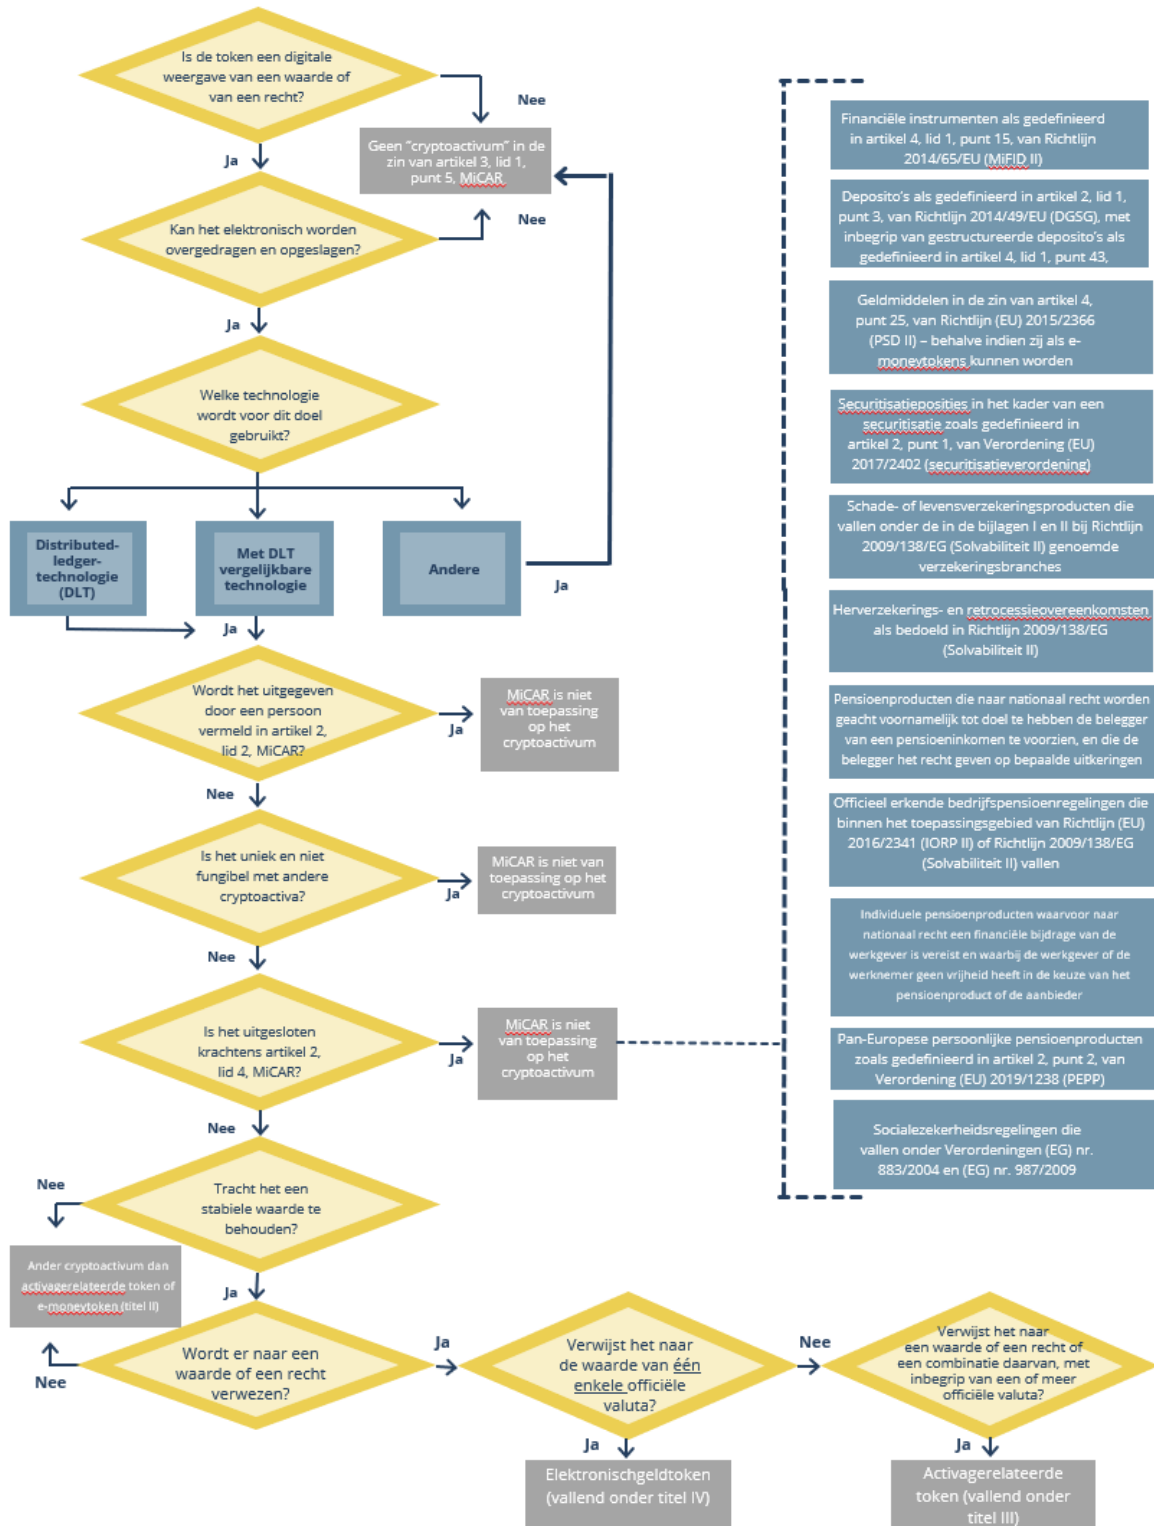 Is de token een digitale
weergave van een waarde of
van een recht?
Nee
Geen "cryptoactivum" in de
zin van artikel 3, lid 1,
punt 5, MiCAR
Ja
Kan het elektronisch worden
overgedragen en opgeslagen?
Nee
Ja
Welke technologie
wordt voor dit doel
gebruikt?
Distributed-
ledger-
technologie
(DLT)
Met DLT
vergelijkbare
technologie
Andere
Ja
Ja
Wordt het uitgegeven
door een persoon
vermeld in artikel 2,
lid 2, MiCAR?
Ja
MiCAR is niet
van toepassing
op het
cryptoactivum
Nee
Is het uniek en niet
fungibel met andere
cryptoactiva?
Ja
MiCAR is niet van
toepassing op het
cryptoactivum
Nee
Is het uitgesloten
krachtens artikel 2,
lid 4, MiCAR?
Ja
MiCAR is niet
van toepassing
op het
cryptoactivum
Nee
Tracht het een
stabiele waarde te
behouden?
Nee
Ander cryptoactivum dan
activagerelateerde token of
e-moneytoken (titel II)
Ja
Wordt er naar een
waarde of een recht
verwezen?
Nee
Ja
Verwijst het naar
de waarde van één
enkele officiële
valuta?
Nee
Verwijst het naar
een waarde of een recht of
een combinatie daarvan, met
inbegrip van een of meer
officiële valuta?
Ja
Elektronischgeldtoken
(vallend onder titel IV)
Ja
Activagerelateerde
token (vallend onder
titel III)
Financiële instrumenten als gedefinieerd
in artikel 4, lid 1, punt 15, van Richtlijn
2014/65/EU (MiFID II)
Deposito's als gedefinieerd in artikel 2, lid 1,
punt 3, van Richtlijn 2014/49/EU (DGSG), met
inbegrip van gestructureerde deposito's als
gedefinieerd in artikel 4, lid 1, punt 43,
Geldmiddelen in de zin van artikel 4,
punt 25, van Richtlijn (EU) 2015/2366
(PSD II) – behalve indien zij als e-
moneytokens kunnen worden
Securitisatieposities in het kader van een
securitisatie zoals gedefinieerd in
artikel 2, punt 1, van Verordening (EU)
2017/2402 (securitisatieverordening)
Schade- of levensverzekeringsproducten die
vallen onder de in de bijlagen I en II bij Richtlijn
2009/138/EG (Solvabiliteit II) genoemde
verzekeringsbranches
Herverzekerings- en retrocessieovereenkomsten
als bedoeld in Richtlijn 2009/138/EG
(Solvabiliteit II)
Pensioenproducten die naar nationaal recht worden
geacht voornamelijk tot doel te hebben de belegger
van een pensioeninkomen te voorzien, en die de
belegger het recht geven op bepaalde uitkeringen
Officieel erkende bedrijfspensioenregelingen die
binnen het toepassingsgebied van Richtlijn (EU)
2016/2341 (IORP II) of Richtlijn 2009/138/EG
(Solvabiliteit II) vallen
Individuele pensioenproducten waarvoor naar
nationaal recht een financiële bijdrage van de
werkgever is vereist en waarbij de werkgever of de
werknemer geen vrijheid heeft in de keuze van het
pensioenproduct of de aanbieder
Pan-Europese persoonlijke pensioenproducten
zoals gedefinieerd in artikel 2, punt 2, van
Verordening (EU) 2019/1238 (PEPP)
Socialezekerheidsregelingen die
vallen onder Verordeningen (EG) nr.
883/2004 en (EG) nr. 987/2009